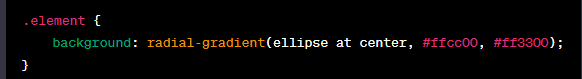 .element {
    background: radial-gradient(ellipse at center, #ffcc00, #ff3300);
}